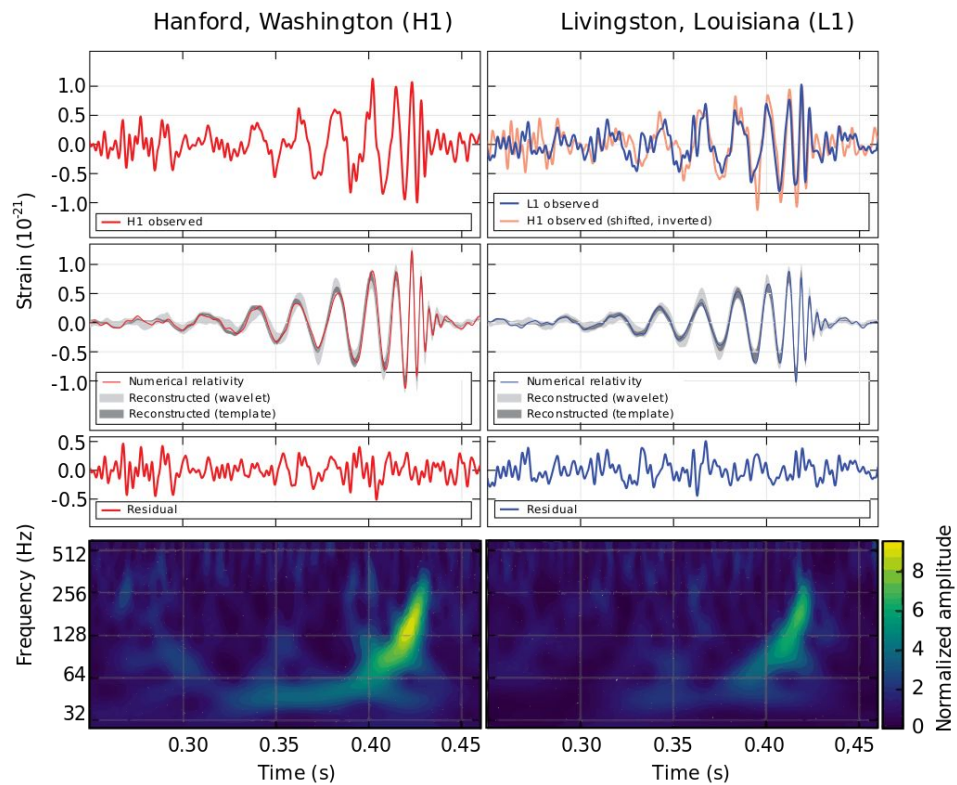 Hanford, Washington (H1)
Livingston, Louisiana (L1)
Strain (10⁻²¹)
1.0
0.5
0.0
-0.5
-1.0
H1 observed
L1 observed
H1 observed (shifted, inverted)
1.0
0.5
0.0
-0.5
-1.0
Numerical relativity
Reconstructed (wavelet)
Reconstructed (template)
Numerical relativity
Reconstructed (wavelet)
Reconstructed (template)
0.5
0.0
-0.5
Residual
Residual
Frequency (Hz)
512
256
128
64
32
0.30
0.35
0.40
0.45
Time (s)
0.30
0.35
0.40
0,45
Time (s)
8
6
4
2
0
Normalized amplitude